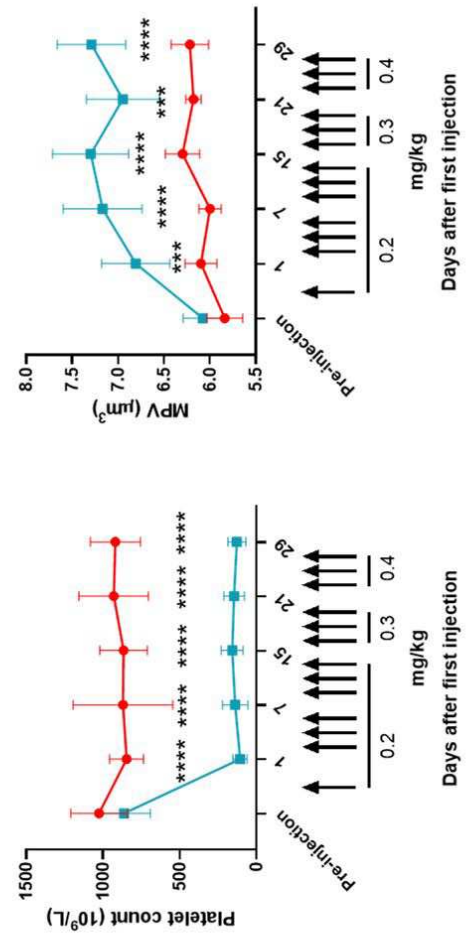 Platelet count (10⁹/L)
1500
1000
500
0
**** **** **** **** ****
Pre-injection 1 7 15 21 29
0.2 0.3 0.4
mg/kg
Days after first injection
MPV (µm³)
8.0
7.5
7.0
6.5
6.0
5.5
*** **** **** *** ****
Pre-injection 1 7 15 21 29
0.2 0.3 0.4
mg/kg
Days after first injection